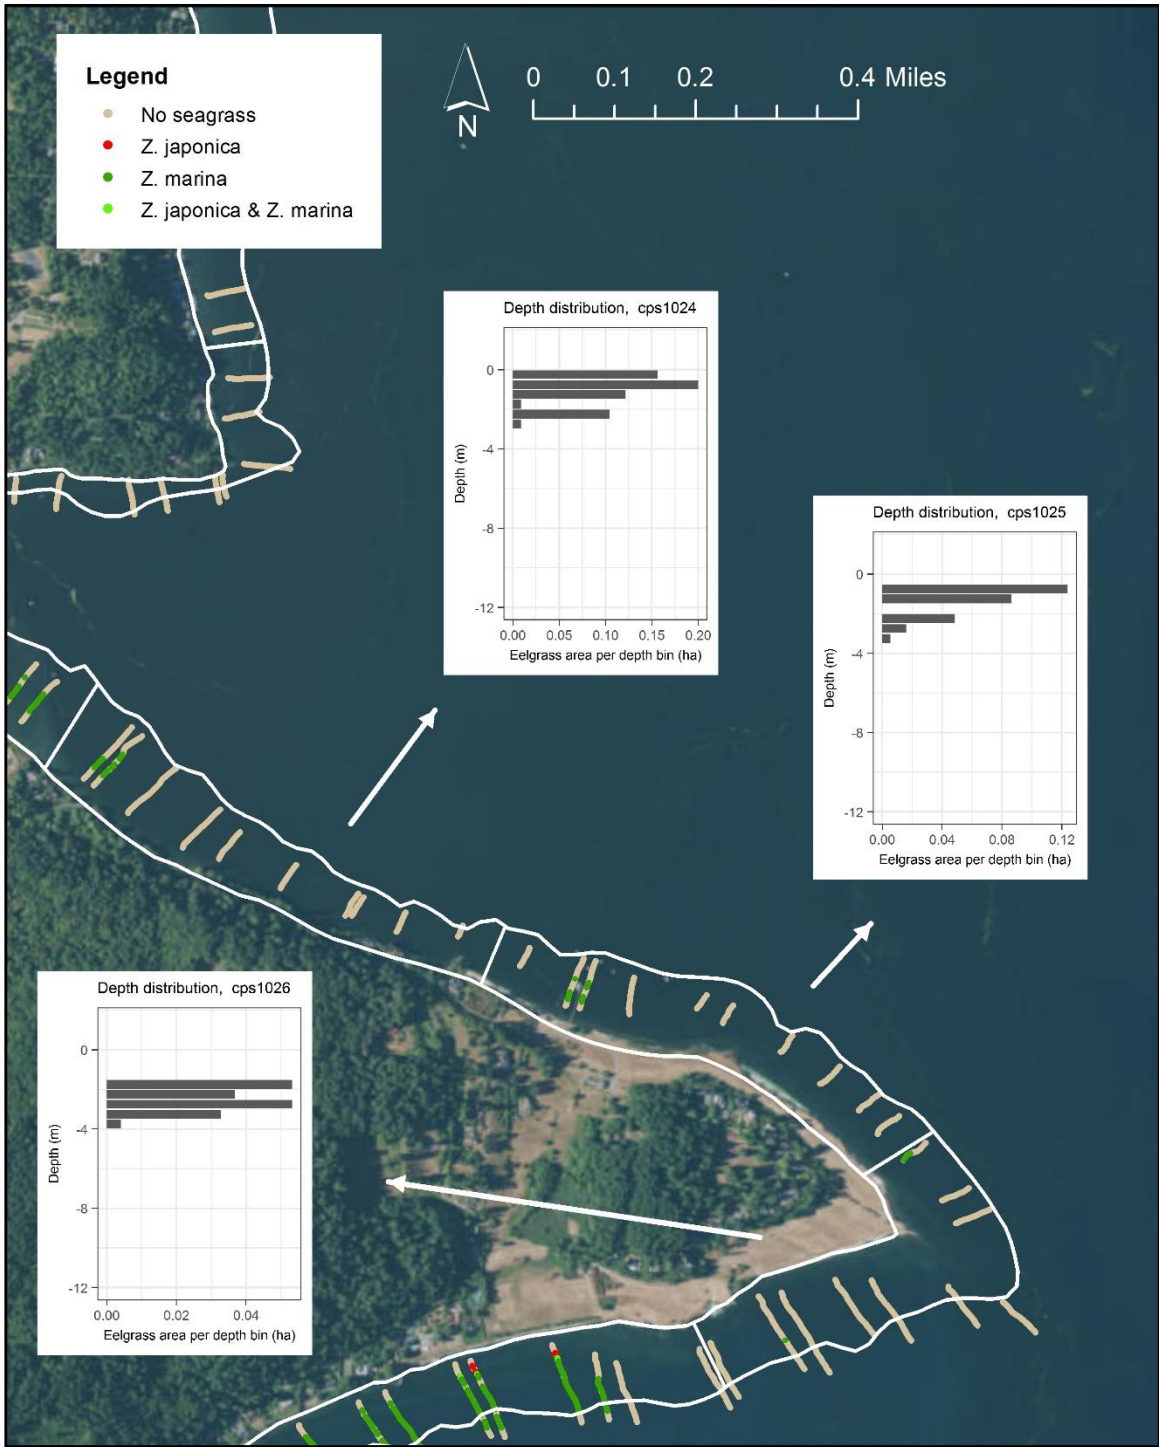 Legend
No seagrass
Z. japonica
Z. marina
Z. japonica & Z. marina
N
0 0.1 0.2 0.4 Miles
Depth distribution, cps1024
0
-4
-8
-12
Depth (m)
0.00 0.05 0.10 0.15 0.20
Eelgrass area per depth bin (ha)
Depth distribution, cps1025
0
-4
-8
-12
Depth (m)
0.00 0.04 0.08 0.12
Eelgrass area per depth bin (ha)
Depth distribution, cps1026
0
-4
-8
-12
Depth (m)
0.00 0.02 0.04
Eelgrass area per depth bin (ha)